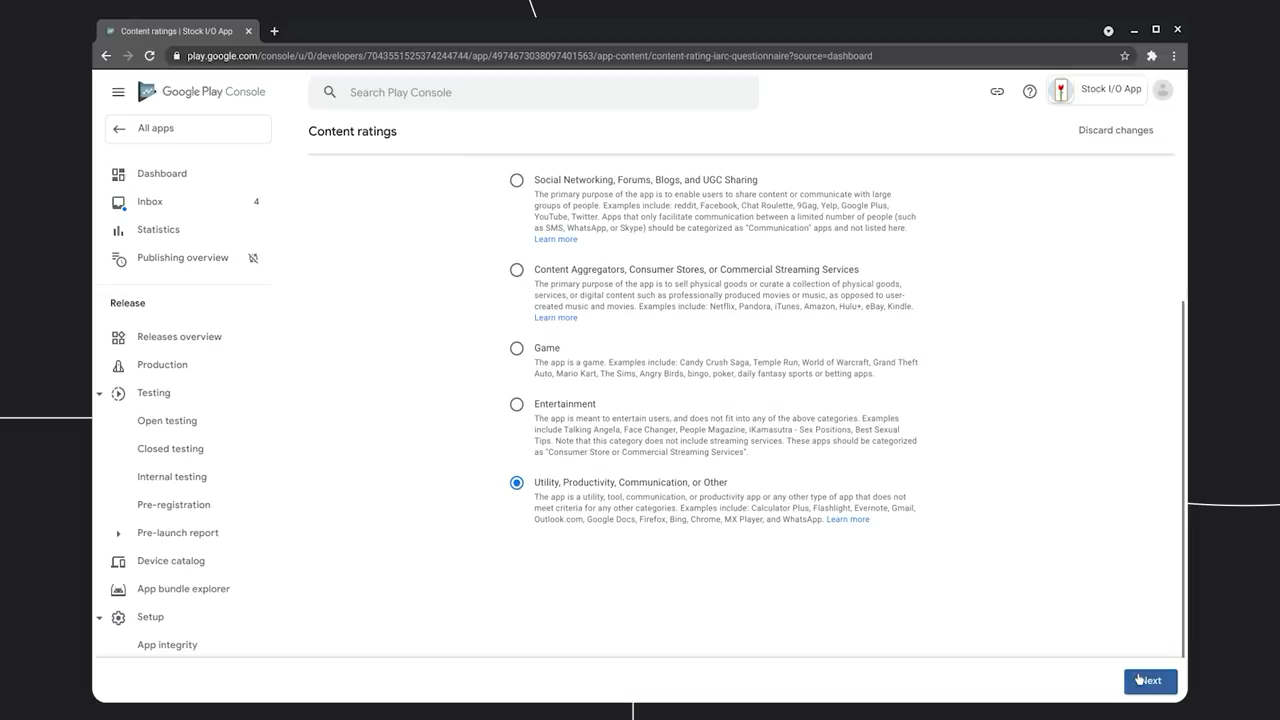 Content ratings | Stock I/O App
play.google.com/console/u/0/developers/7043551525374244744/app/4974673038097401563/app-content/content-rating-iarc-questionnaire?source=dashboard
Google Play Console
Search Play Console
Stock I/O App
All apps
Content ratings
Discard changes
Dashboard
Inbox 4
Statistics
Publishing overview
Release
Releases overview
Production
Testing
Open testing
Closed testing
Internal testing
Pre-registration
Pre-launch report
Device catalog
App bundle explorer
Setup
App integrity
Social Networking, Forums, Blogs, and UGC Sharing
The primary purpose of the app is to enable users to share content or communicate with large
groups of people. Examples include: reddit, Facebook, Chat Roulette, 9Gag, Yelp, Google Plus,
YouTube, Twitter. Apps that only facilitate communication between a limited number of people (such
as SMS, WhatsApp, or Skype) should be categorized as "Communication" apps and not listed here.
Learn more
Content Aggregators, Consumer Stores, or Commercial Streaming Services
The primary purpose of the app is to sell physical goods or curate a collection of physical goods,
services, or digital content such as professionally produced movies or music, as opposed to user-
created music and movies. Examples include: Netflix, Pandora, iTunes, Amazon, Hulu+, eBay, Kindle.
Learn more
Game
The app is a game. Examples include: Candy Crush Saga, Temple Run, World of Warcraft, Grand Theft
Auto, Mario Kart, The Sims, Angry Birds, bingo, poker, daily fantasy sports or betting apps.
Entertainment
The app is meant to entertain users, and does not fit into any of the above categories. Examples
include Talking Angela, Face Changer, People Magazine, iKamasutra - Sex Positions, Best Sexual
Tips. Note that this category does not include streaming services. These apps should be categorized
as "Consumer Store or Commercial Streaming Services".
Utility, Productivity, Communication, or Other
The app is a utility, tool, communication, or productivity app or any other type of app that does not
meet criteria for any other categories. Examples include: Calculator Plus, Flashlight, Evernote, Gmail,
Outlook.com, Google Docs, Firefox, Bing, Chrome, MX Player, and WhatsApp. Learn more
Next